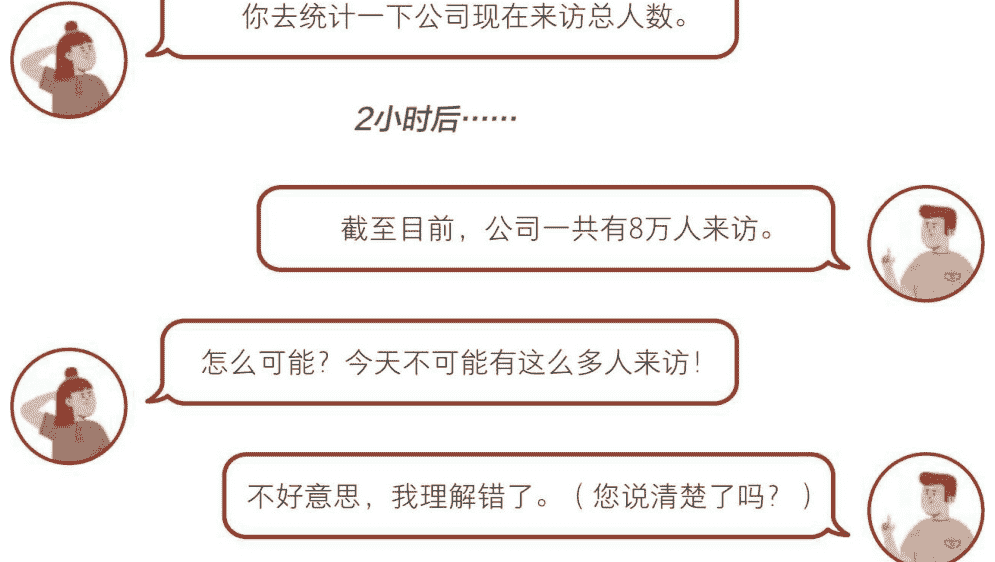 你去统计一下公司现在来访总人数。
2小时后……
截至目前，公司一共有8万人来访。
怎么可能？今天不可能有这么多人来访！
不好意思，我理解错了。（您说清楚了吗？）